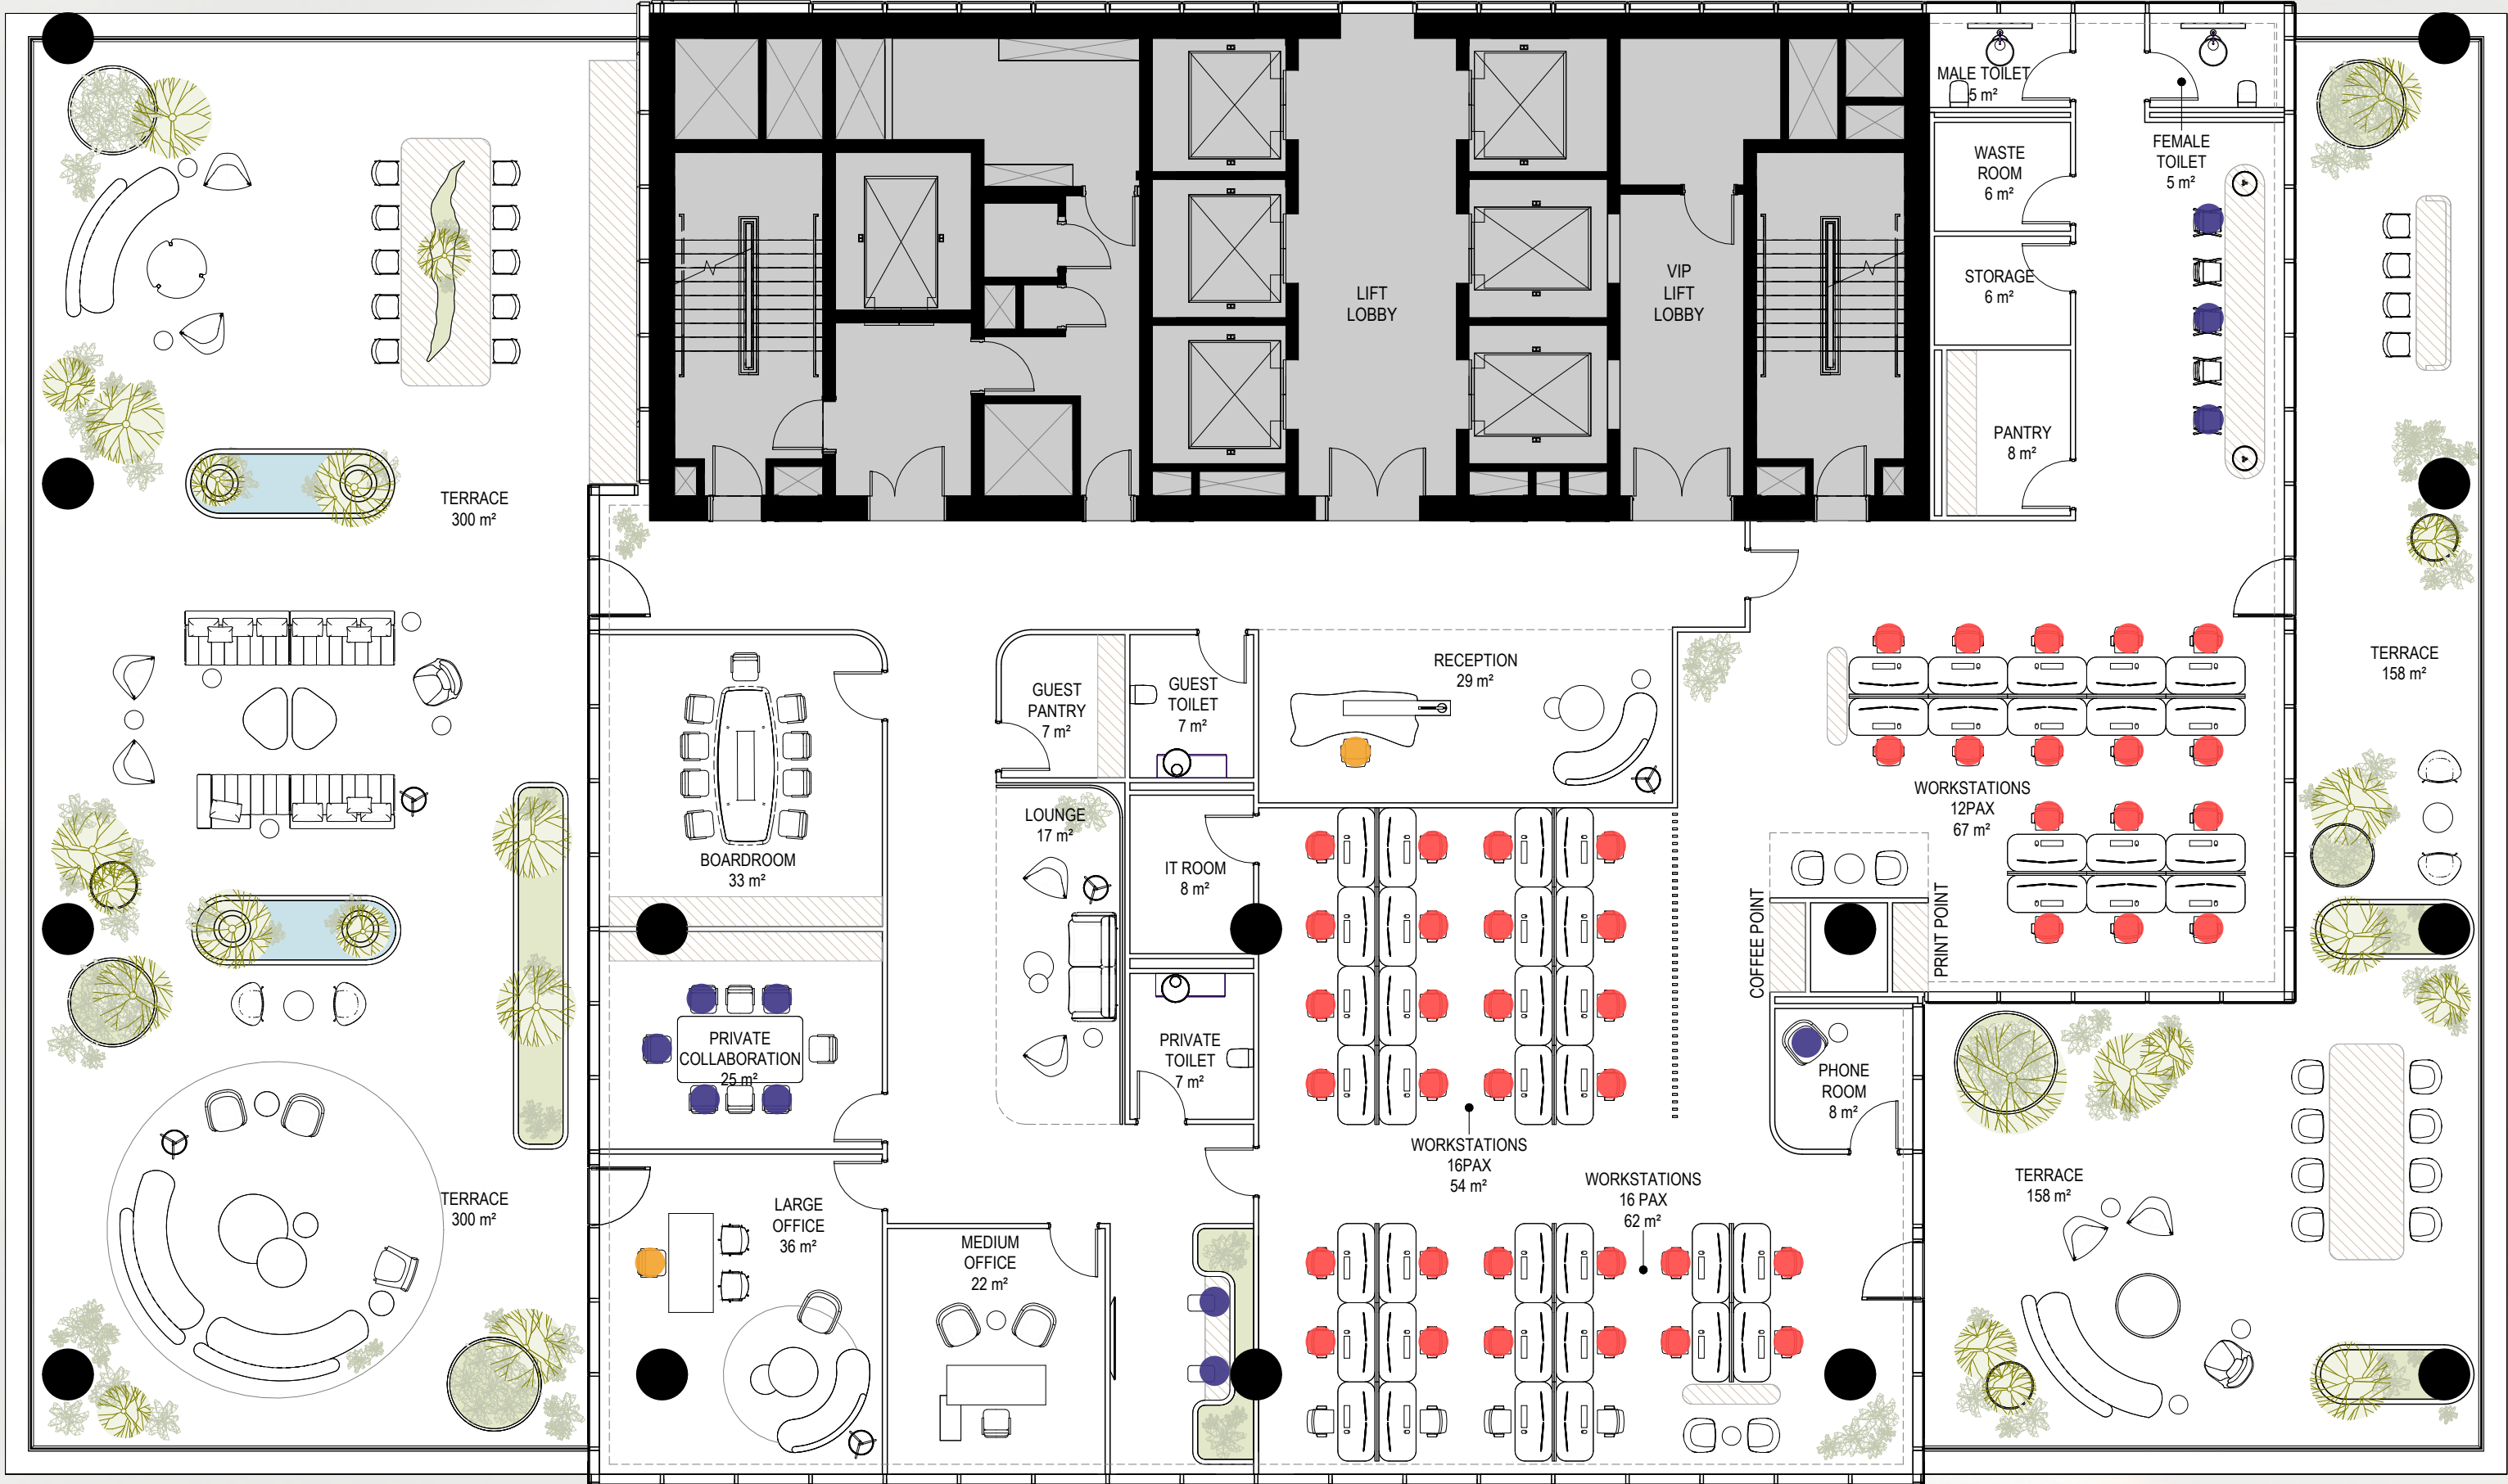 MALE TOILET
5 m²
FEMALE
TOILET
5 m²
WASTE
ROOM
6 m²
STORAGE
6 m²
PANTRY
8 m²
LIFT
LOBBY
VIP
LIFT
LOBBY
TERRACE
300 m²
TERRACE
158 m²
RECEPTION
29 m²
GUEST
PANTRY
7 m²
GUEST
TOILET
7 m²
BOARDROOM
33 m²
LOUNGE
17 m²
IT ROOM
8 m²
WORKSTATIONS
12PAX
67 m²
COFFEE POINT
PRINT POINT
PRIVATE
COLLABORATION
25 m²
PRIVATE
TOILET
7 m²
PHONE
ROOM
8 m²
WORKSTATIONS
16PAX
54 m²
WORKSTATIONS
16 PAX
62 m²
TERRACE
300 m²
LARGE
OFFICE
36 m²
MEDIUM
OFFICE
22 m²
TERRACE
158 m²